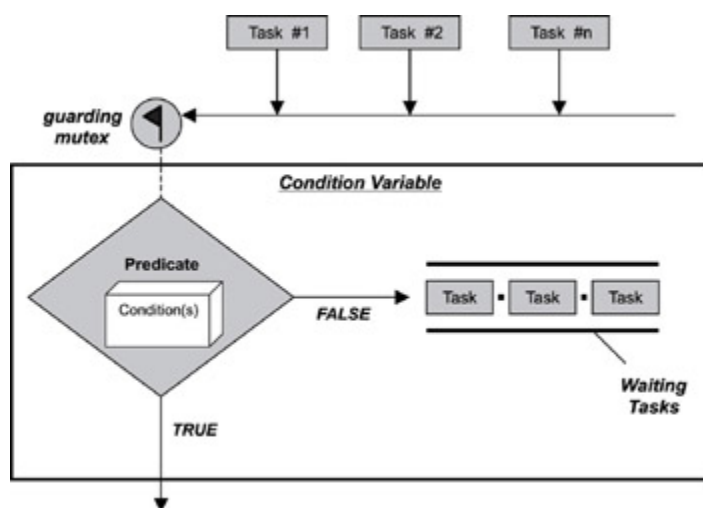 Task #1
Task #2
Task #n
guarding
mutex
Condition Variable
Predicate
Condition(s)
FALSE
Task
Task
Task
Waiting
Tasks
TRUE